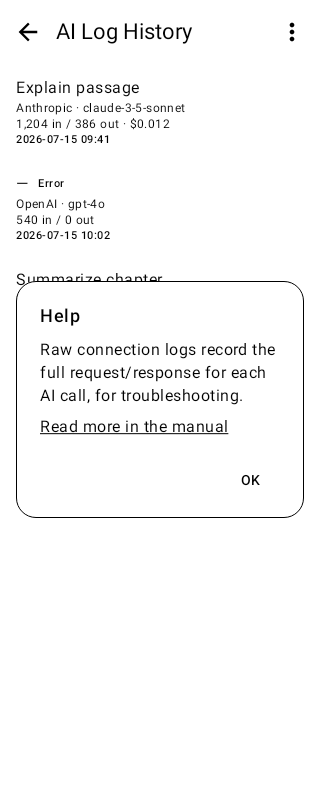 AI Log History
Explain passage
Anthropic · claude-3-5-sonnet
1,204 in / 386 out · $0.012
2026-07-15 09:41
— Error
OpenAI · gpt-4o
540 in / 0 out
2026-07-15 10:02
Summarize chapter
Help
Raw connection logs record the
full request/response for each
AI call, for troubleshooting.
Read more in the manual
OK